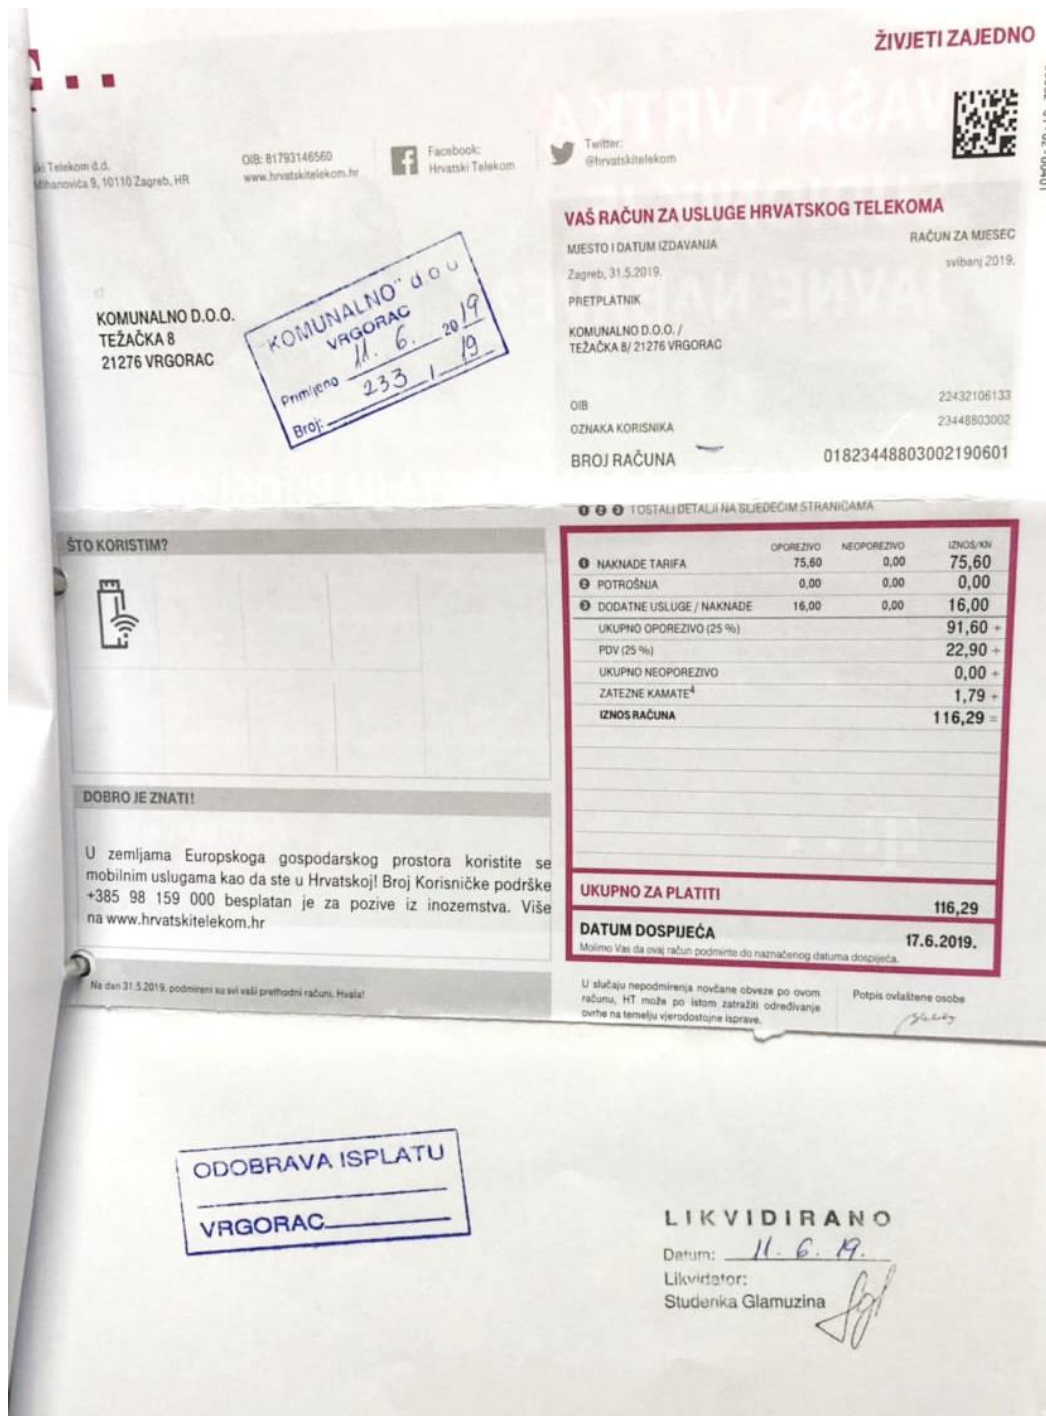 ŽIVJETI ZAJEDNO
Telekom d.d.
9, 10110 Zagreb, HR
OIB: 81793146560
www.hrvatskitelekom.hr
Facebook:
Hrvatski Telekom
Twitter:
@hrvatskitelekom
VAŠ RAČUN ZA USLUGE HRVATSKOG TELEKOMA
MJESTO I DATUM IZDAVANJA
RAČUN ZA MJESEC
Zagreb, 31.5.2019.
svibanj 2019.
PRETPLATNIK
KOMUNALNO D.O.O. /
TEŽAČKA 8/ 21276 VRGORAC
KOMUNALNO D.O.O.
TEŽAČKA 8
21276 VRGORAC
"KOMUNALNO" d o o
VRGORAC
Primljeno 11. 6. 2019
Broj: 233 / 19
OIB 22432106133
OZNAKA KORISNIKA 23448803002
BROJ RAČUNA 01823448803002190601
1 2 3 I OSTALI DETALJI NA SLJEDEĆIM STRANICAMA
ŠTO KORISTIM?
OPOREZIVO NEOPOREZIVO IZNOS/KN
1 NAKNADE TARIFA 75,60 0,00 75,60
2 POTROŠNJA 0,00 0,00 0,00
3 DODATNE USLUGE / NAKNADE 16,00 0,00 16,00
UKUPNO OPOREZIVO (25 %) 91,60 +
PDV (25 %) 22,90 +
UKUPNO NEOPOREZIVO 0,00 +
ZATEZNE KAMATE4 1,79 +
IZNOS RAČUNA 116,29 =
DOBRO JE ZNATI!
U zemljama Europskoga gospodarskog prostora koristite se
mobilnim uslugama kao da ste u Hrvatskoj! Broj Korisničke podrške
+385 98 159 000 besplatan je za pozive iz inozemstva. Više
na www.hrvatskitelekom.hr
UKUPNO ZA PLATITI 116,29
DATUM DOSPIJEĆA 17.6.2019.
Molimo Vas da ovaj račun podmirite do naznačenog datuma dospijeća.
Na dan 31.5.2019. podmireni su svi vaši prethodni računi. Hvala!
U slučaju nepodmirenja novčane obveze po ovom
računu, HT može po istom zatražiti određivanje
ovrhe na temelju vjerodostojne isprave.
Potpis ovlaštene osobe
ODOBRAVA ISPLATU
VRGORAC
LIKVIDIRANO
Datum: 11. 6. 19.
Likvidator:
Studenka Glamuzina